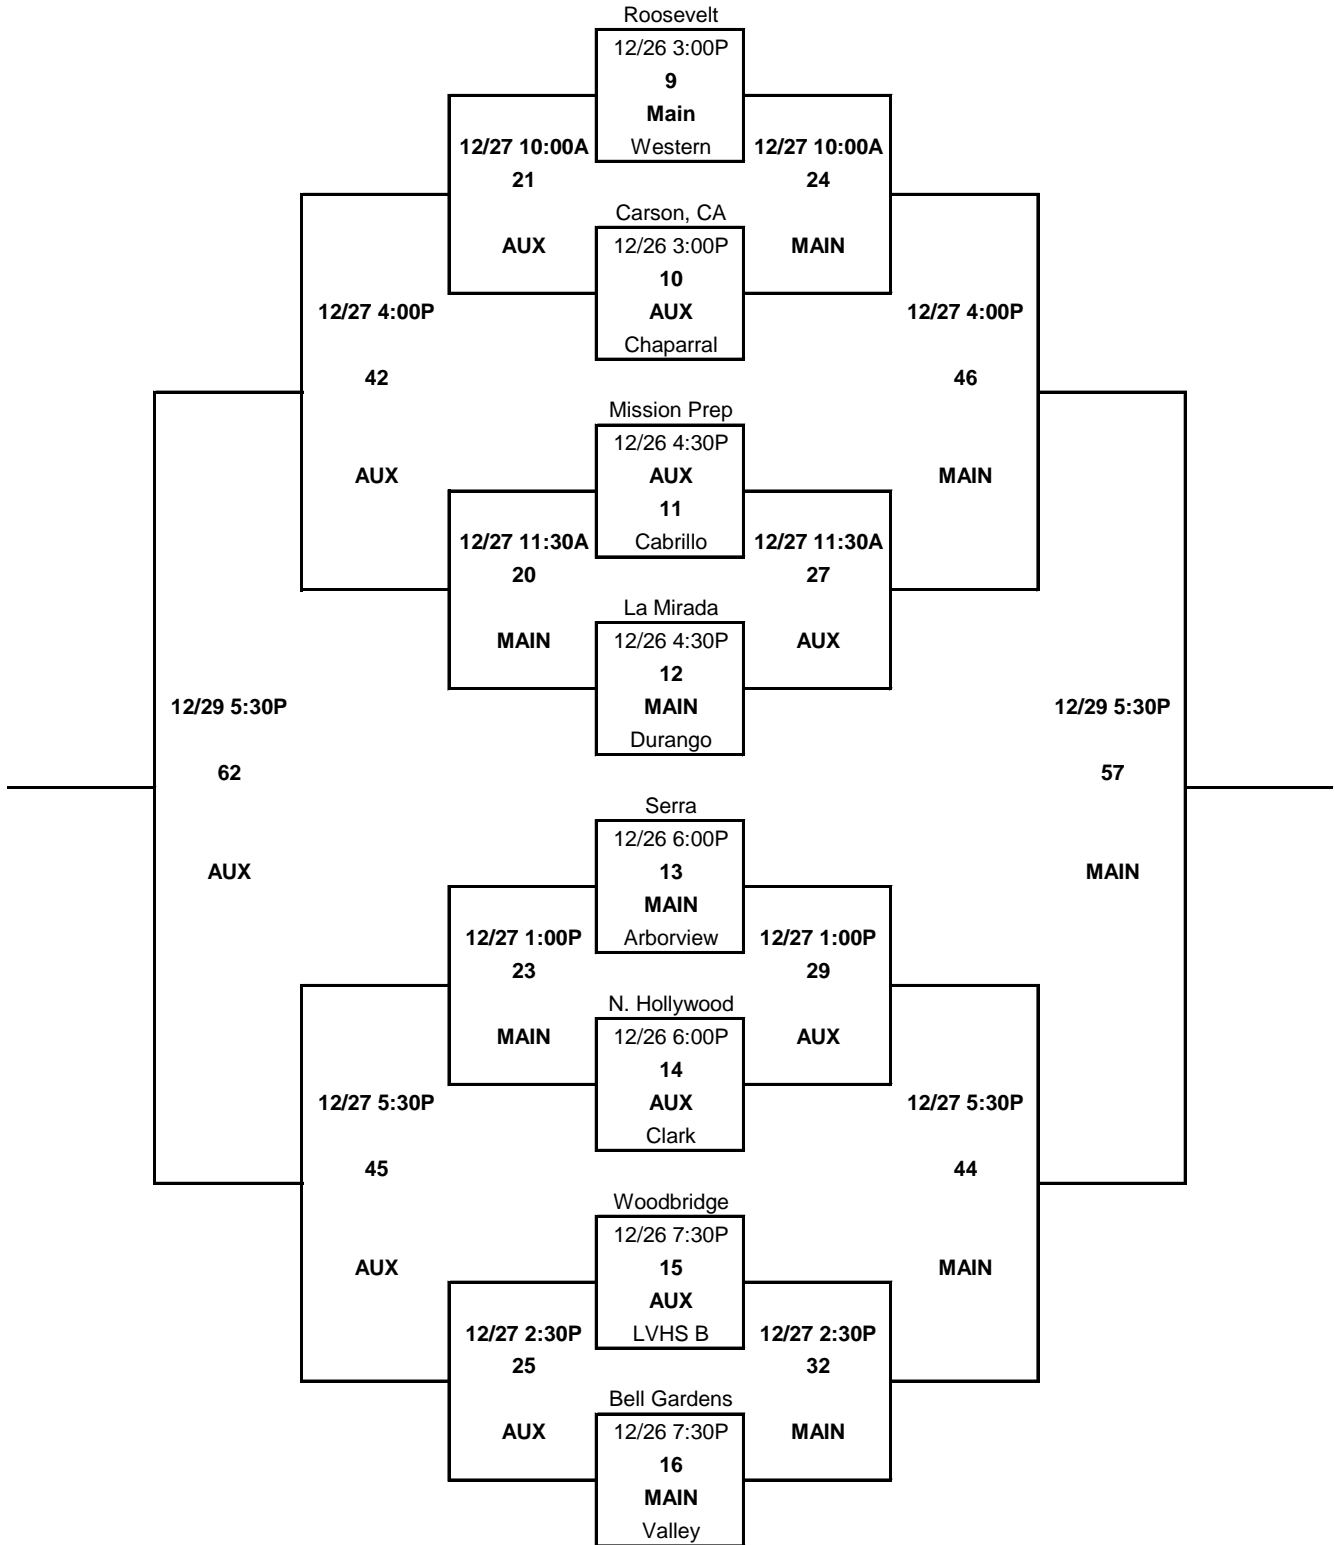 Roosevelt
12/26 3:00P
9
Main
Western
12/27 10:00A
21
AUX
12/27 10:00A
24
MAIN
Carson, CA
12/26 3:00P
10
AUX
Chaparral
12/27 4:00P
42
AUX
12/27 4:00P
46
MAIN
Mission Prep
12/26 4:30P
AUX
11
Cabrillo
12/27 11:30A
20
MAIN
12/27 11:30A
27
AUX
La Mirada
12/26 4:30P
12
MAIN
Durango
12/29 5:30P
62
AUX
12/29 5:30P
57
MAIN
Serra
12/26 6:00P
13
MAIN
Arborview
12/27 1:00P
23
MAIN
12/27 1:00P
29
AUX
N. Hollywood
12/26 6:00P
14
AUX
Clark
12/27 5:30P
45
AUX
12/27 5:30P
44
MAIN
Woodbridge
12/26 7:30P
15
AUX
LVHS B
12/27 2:30P
25
AUX
12/27 2:30P
32
MAIN
Bell Gardens
12/26 7:30P
16
MAIN
Valley